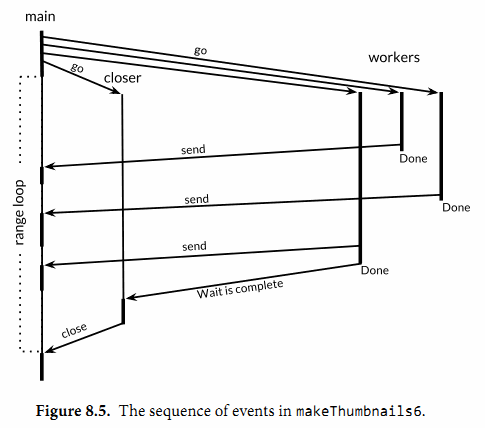 main
go
workers
go
closer
send
Done
range loop
send
Done
send
Done
Wait is complete
close
Figure 8.5. The sequence of events in makeThumbnails6.